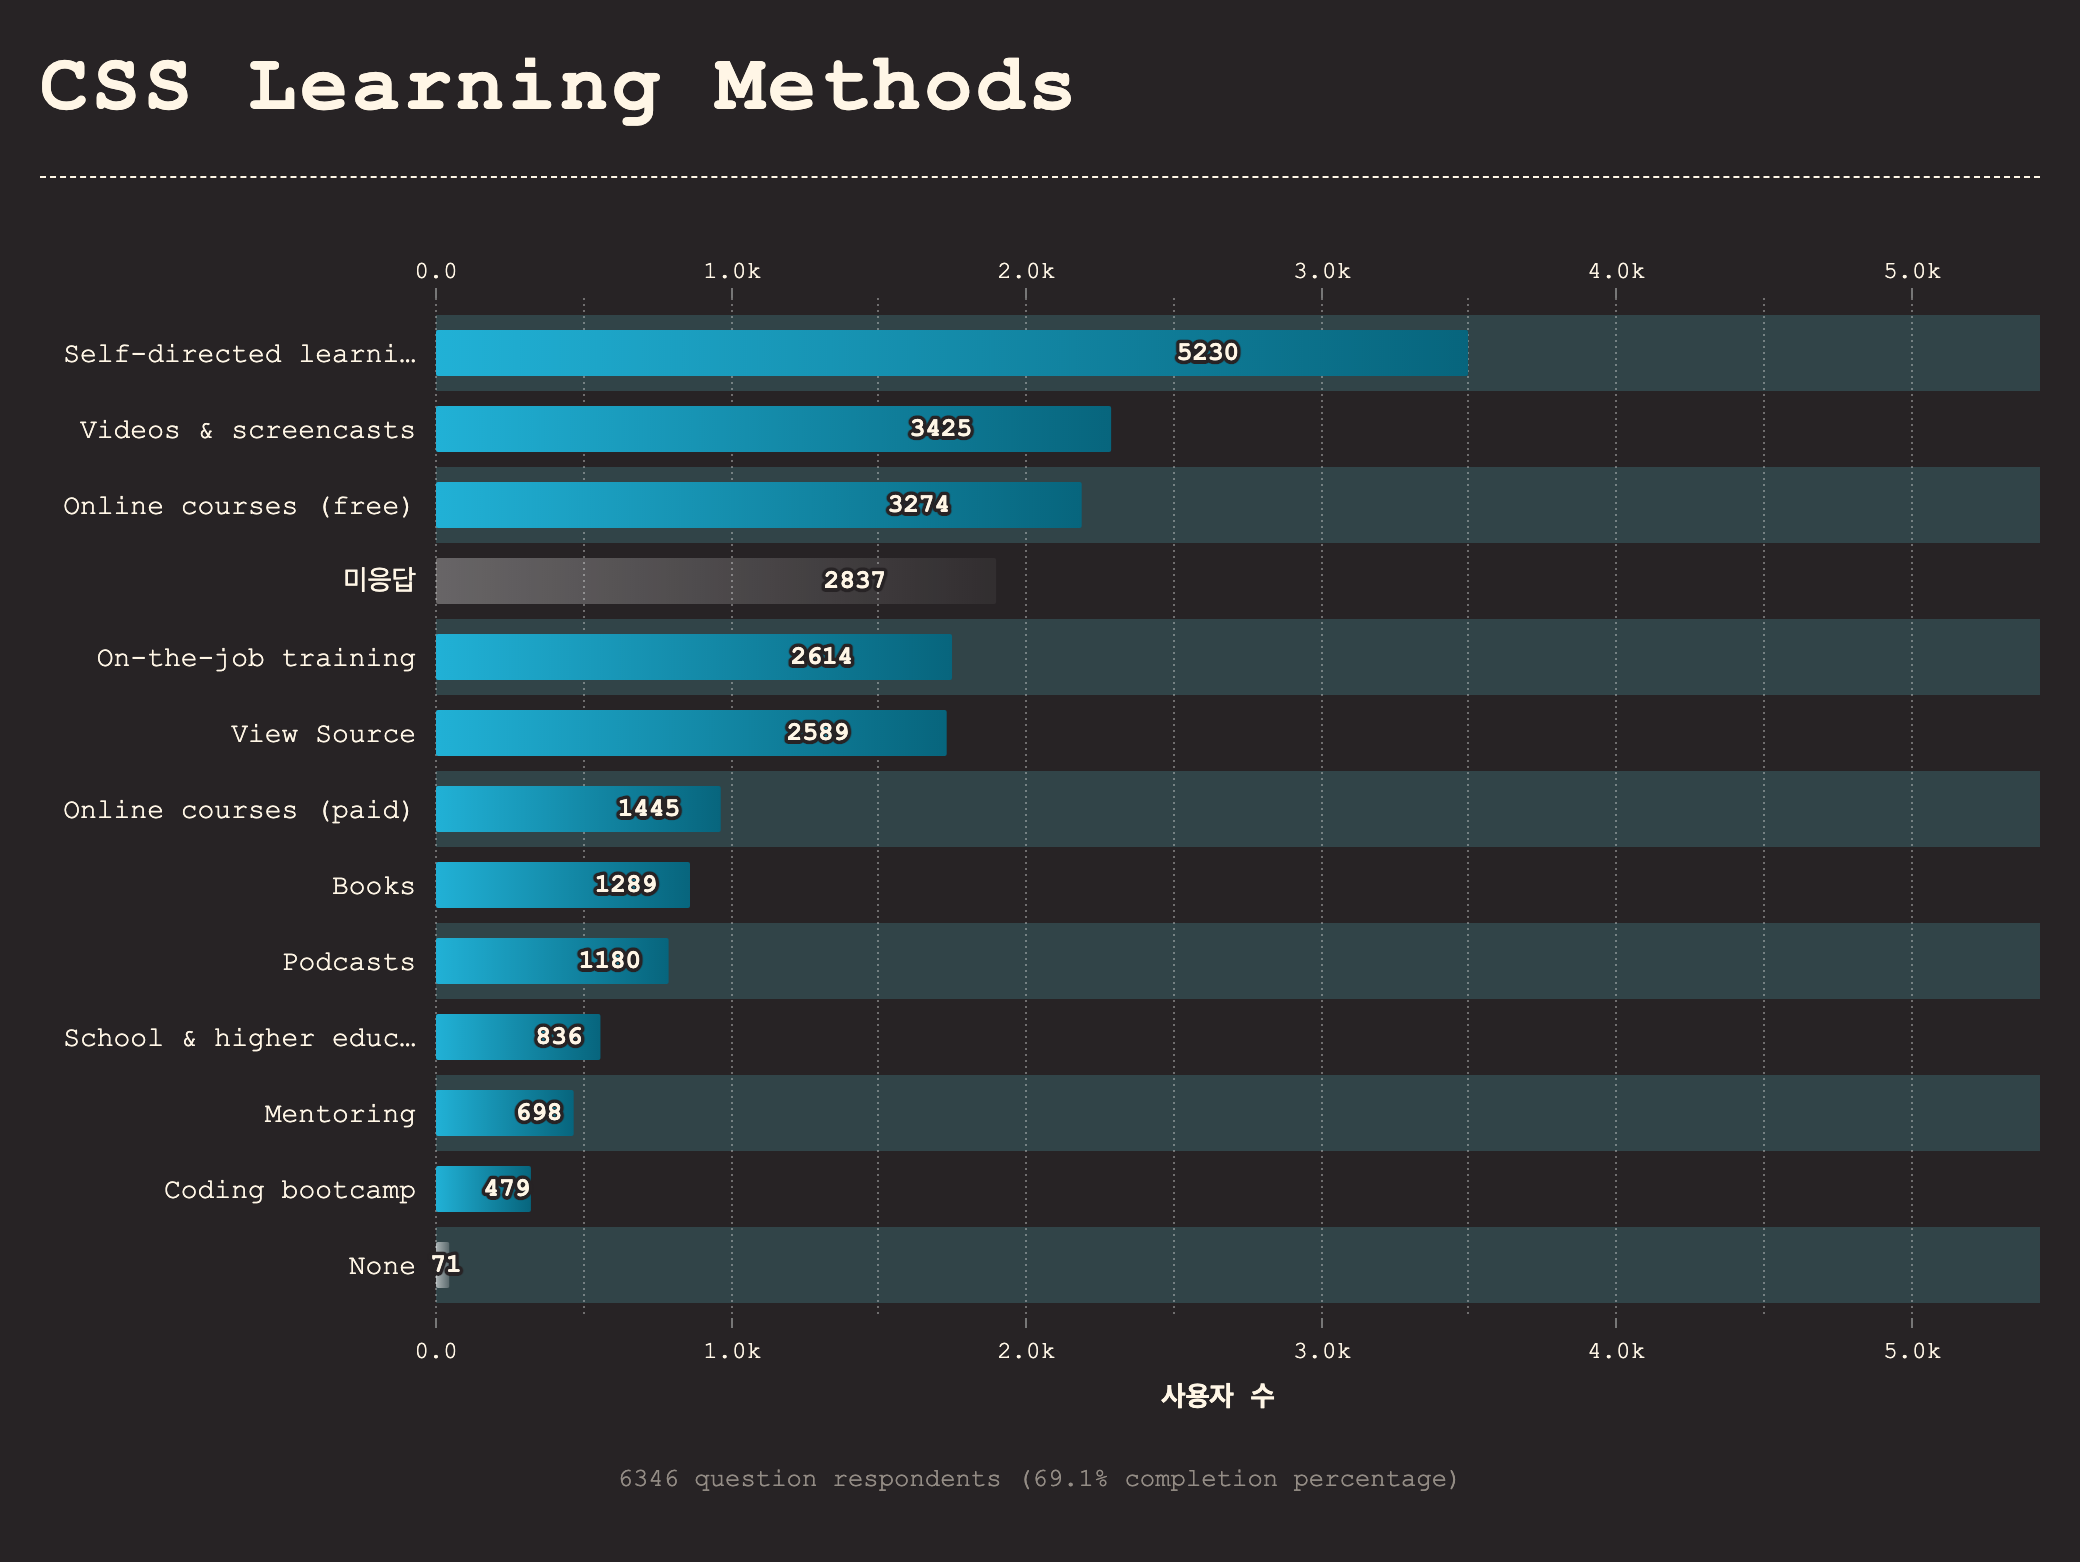 CSS Learning Methods
0.0 1.0k 2.0k 3.0k 4.0k 5.0k
Self-directed learni… 5230
Videos & screencasts 3425
Online courses (free) 3274
미응답 2837
On-the-job training 2614
View Source 2589
Online courses (paid) 1445
Books 1289
Podcasts 1180
School & higher educ… 836
Mentoring 698
Coding bootcamp 479
None 71
0.0 1.0k 2.0k 3.0k 4.0k 5.0k
사용자 수
6346 question respondents (69.1% completion percentage)